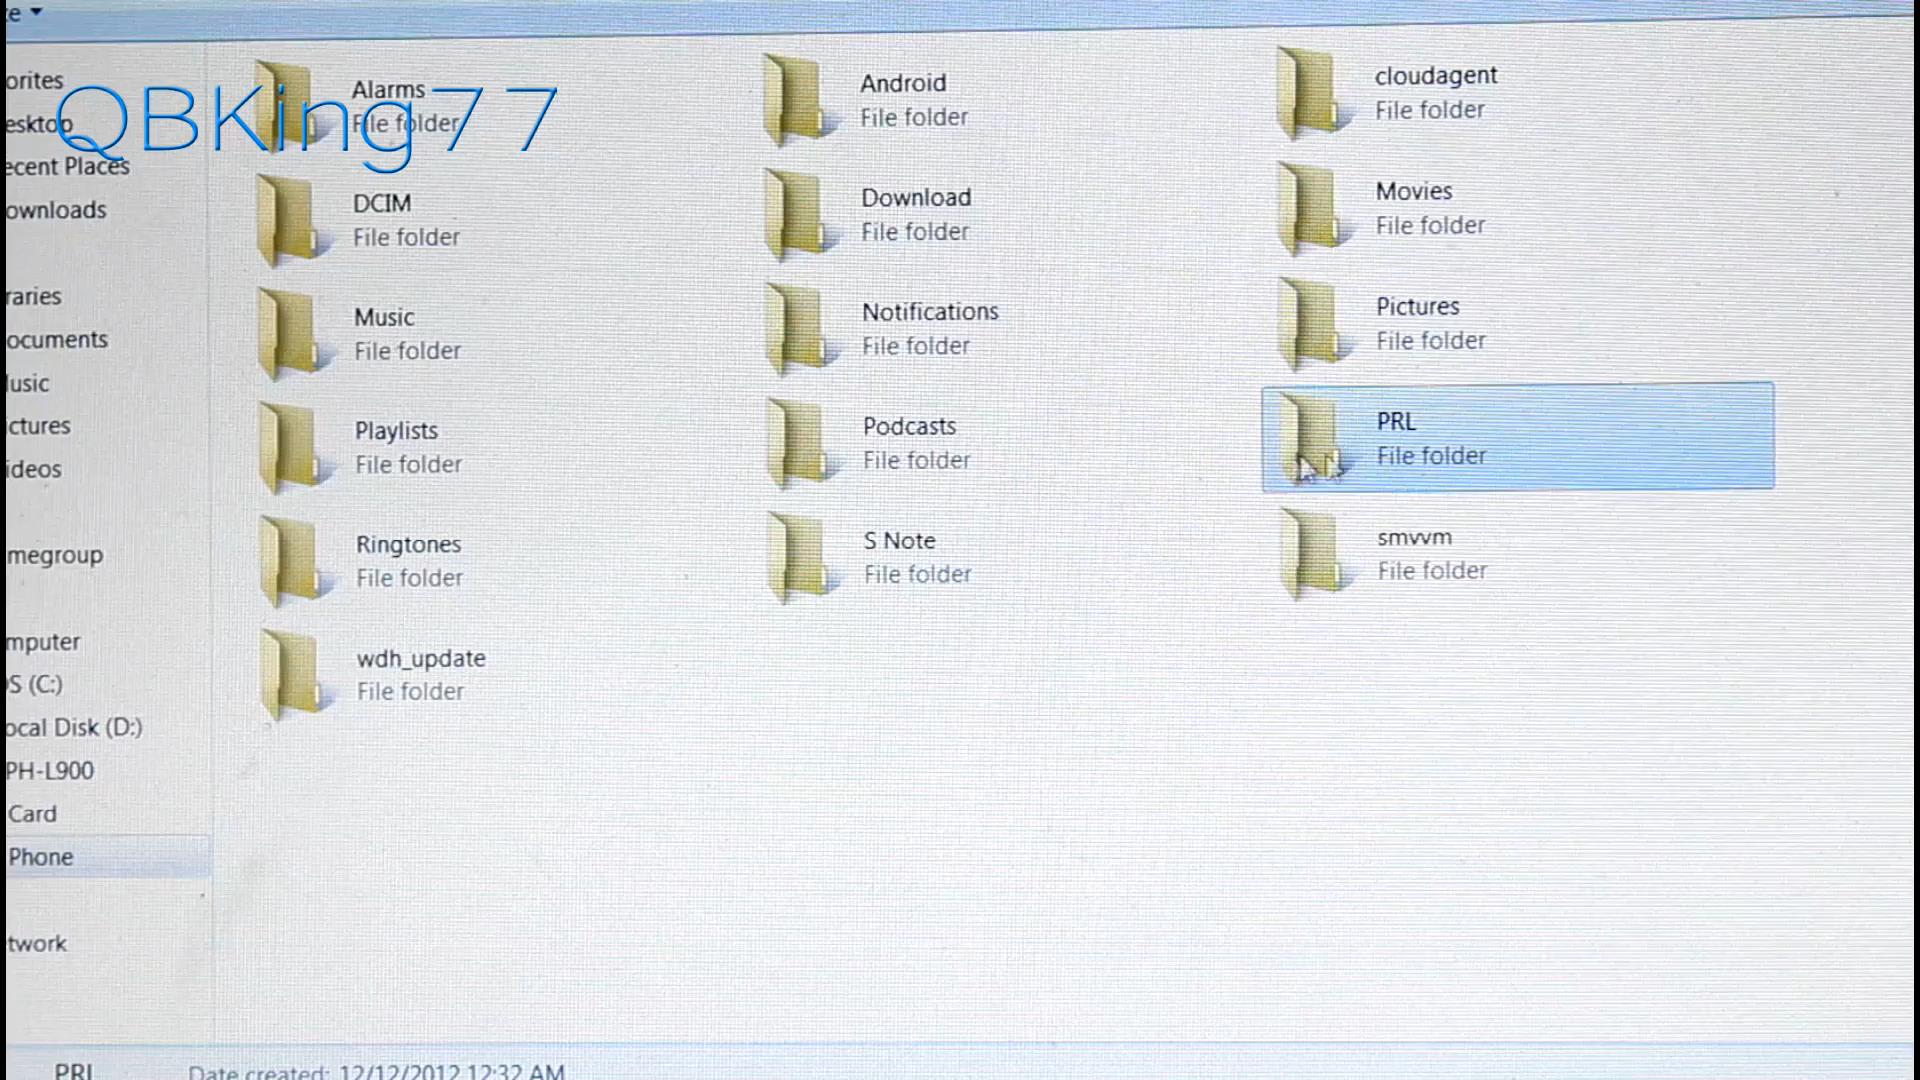 e
orites
esktop
ecent Places
ownloads
raries
ocuments
usic
ctures
ideos
megroup
mputer
S (C:)
ocal Disk (D:)
PH-L900
Card
Phone
twork
QBKing77
Alarms
File folder
Android
File folder
cloudagent
File folder
DCIM
File folder
Download
File folder
Movies
File folder
Music
File folder
Notifications
File folder
Pictures
File folder
Playlists
File folder
Podcasts
File folder
PRL
File folder
Ringtones
File folder
S Note
File folder
smvvm
File folder
wdh_update
File folder
PRL
Date created: 12/12/2012 12:32 AM